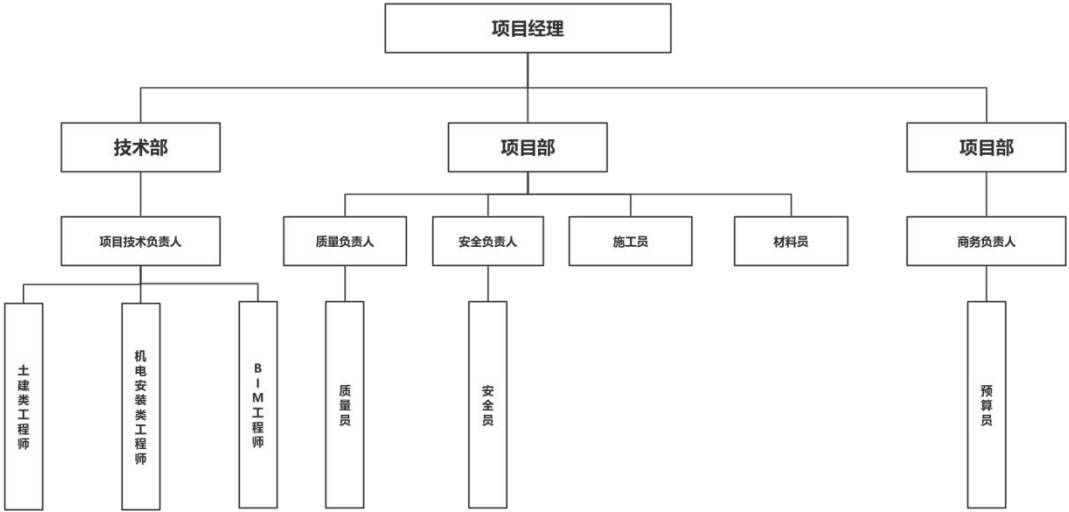 项目经理
技术部
项目部
项目部
项目技术负责人
质量负责人
安全负责人
施工员
材料员
商务负责人
土建类工程师
机电安装类工程师
BIM工程师
质量员
安全员
预算员